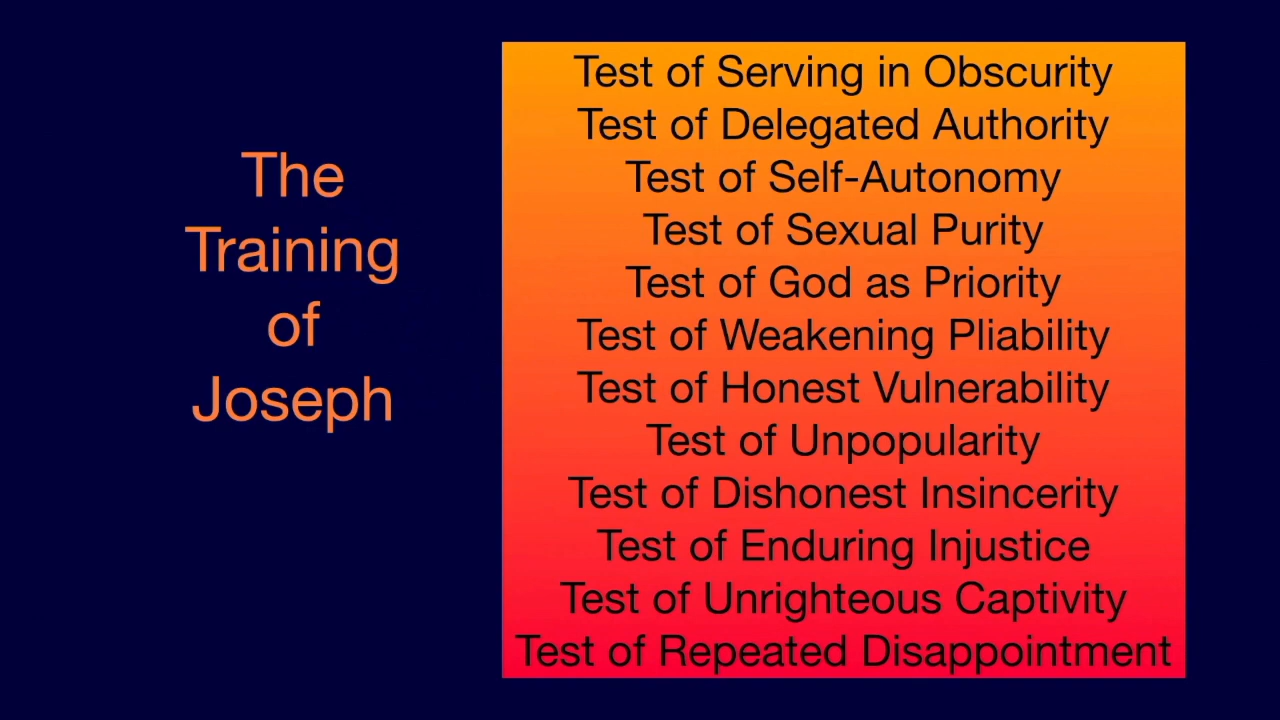 The
Training
of
Joseph
Test of Serving in Obscurity
Test of Delegated Authority
Test of Self-Autonomy
Test of Sexual Purity
Test of God as Priority
Test of Weakening Pliability
Test of Honest Vulnerability
Test of Unpopularity
Test of Dishonest Insincerity
Test of Enduring Injustice
Test of Unrighteous Captivity
Test of Repeated Disappointment